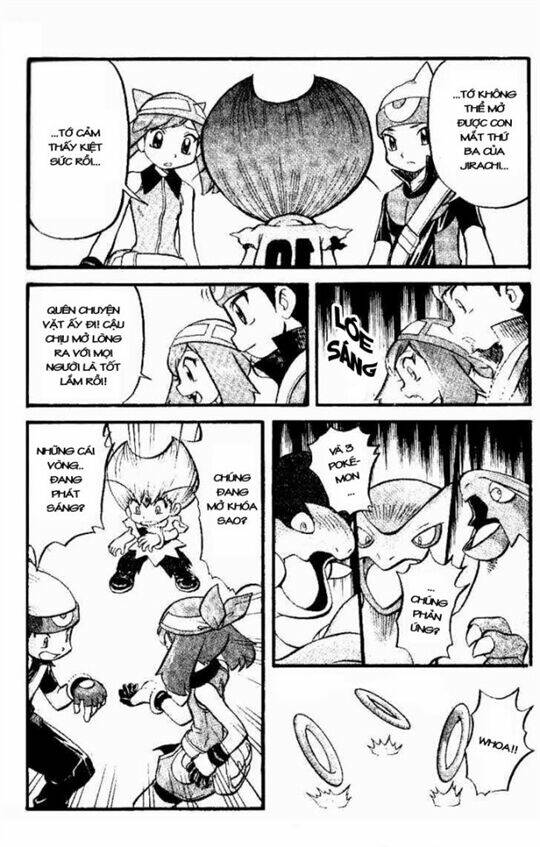 ...TỚ CẢM
THẤY KIỆT
SỨC RỒI...
...TỚ KHÔNG
THỂ MỞ
ĐƯỢC CON
MẮT THỨ
BA CỦA
JIRACHI...
QUÊN CHUYỆN
VẶT ẤY ĐI! CẬU
CHỊU MỞ LÒNG
RA VỚI MỌI
NGƯỜI LÀ TỐT
LẮM RỒI!
LÓE
SÁNG
NHỮNG CÁI
VÒNG..
ĐANG
PHÁT
SÁNG?
CHÚNG
ĐANG
MỞ KHÓA
SAO?
VÀ 3
POKÉ-
MON ...
...
CHÚNG
PHẢN
ỨNG?
WHOA!!